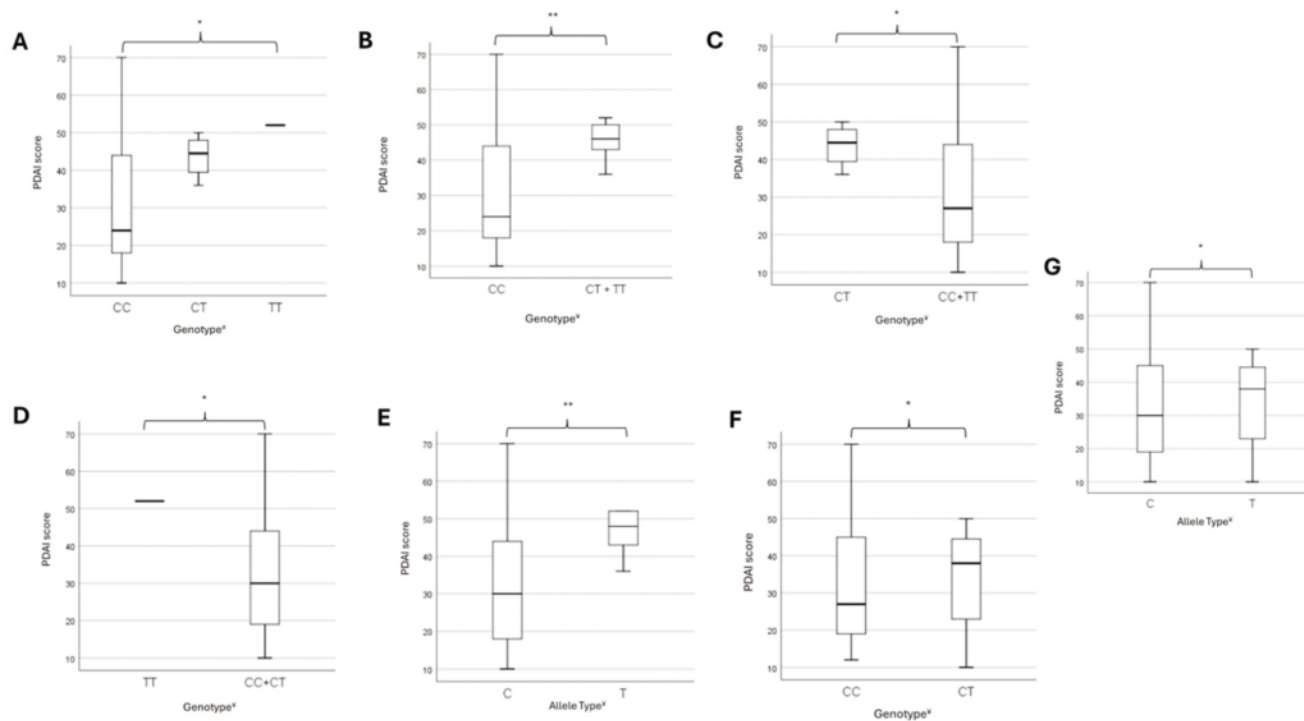 A
*
PDAI score
70
60
50
40
30
20
10
CC CT TT
Genotype¥
B
**
PDAI score
70
60
50
40
30
20
10
CC CT + TT
Genotype¥
C
*
PDAI score
70
60
50
40
30
20
10
CT CC+TT
Genotype¥
D
*
PDAI score
70
60
50
40
30
20
10
TT CC+CT
Genotype¥
E
**
PDAI score
70
60
50
40
30
20
10
C T
Allele Type¥
F
*
PDAI score
70
60
50
40
30
20
10
CC CT
Genotype¥
G
*
PDAI score
70
60
50
40
30
20
10
C T
Allele Type¥